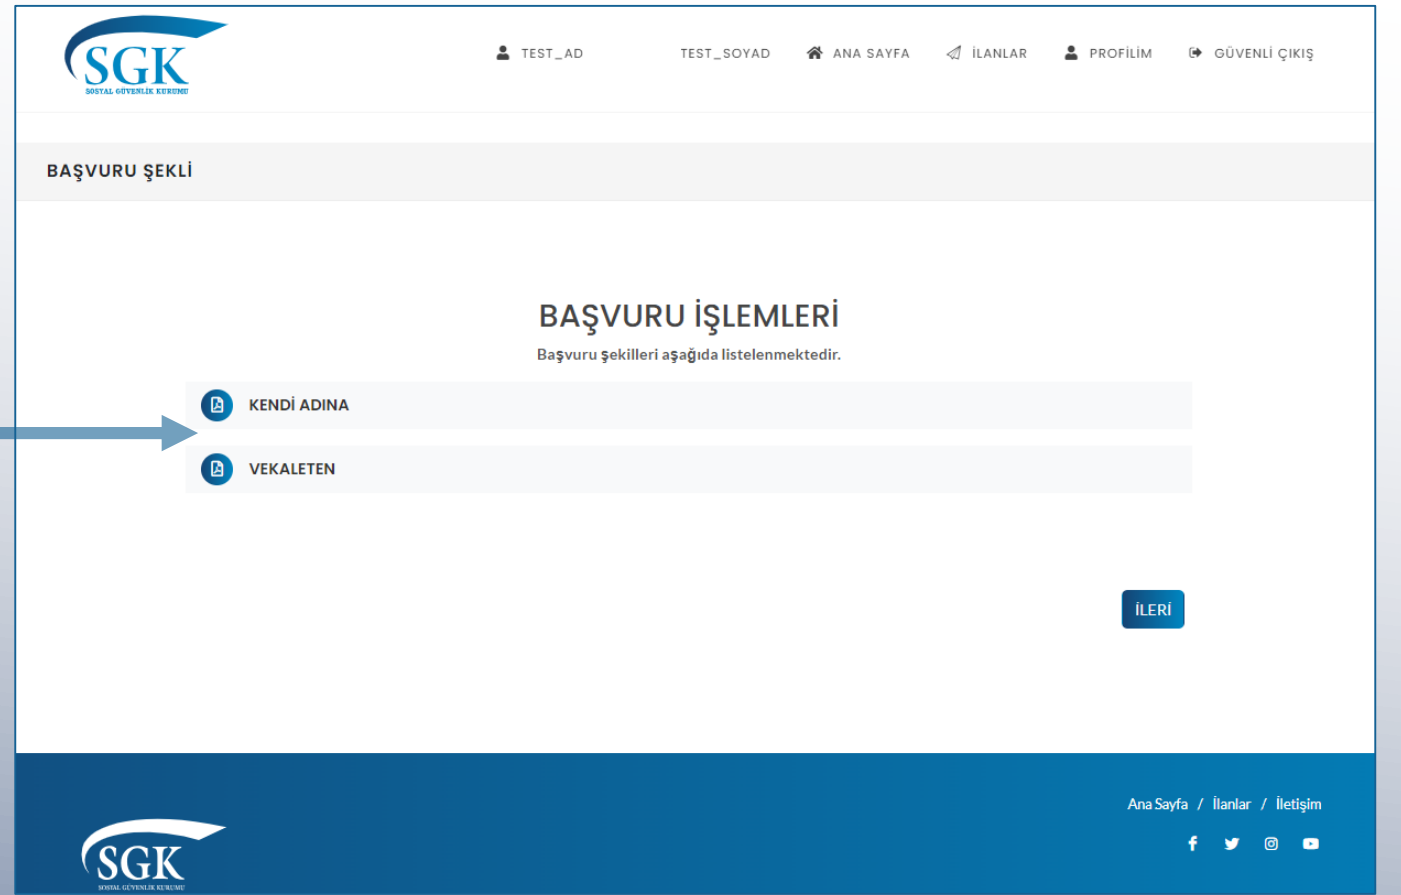 SGK
SOSYAL GÜVENLİK KURUMU
TEST_AD TEST_SOYAD ANA SAYFA İLANLAR PROFİLİM GÜVENLİ ÇIKIŞ
BAŞVURU ŞEKLİ
BAŞVURU İŞLEMLERİ
Başvuru şekilleri aşağıda listelenmektedir.
KENDİ ADINA
VEKALETEN
İLERİ
Ana Sayfa / İlanlar / İletişim
SGK
SOSYAL GÜVENLİK KURUMU